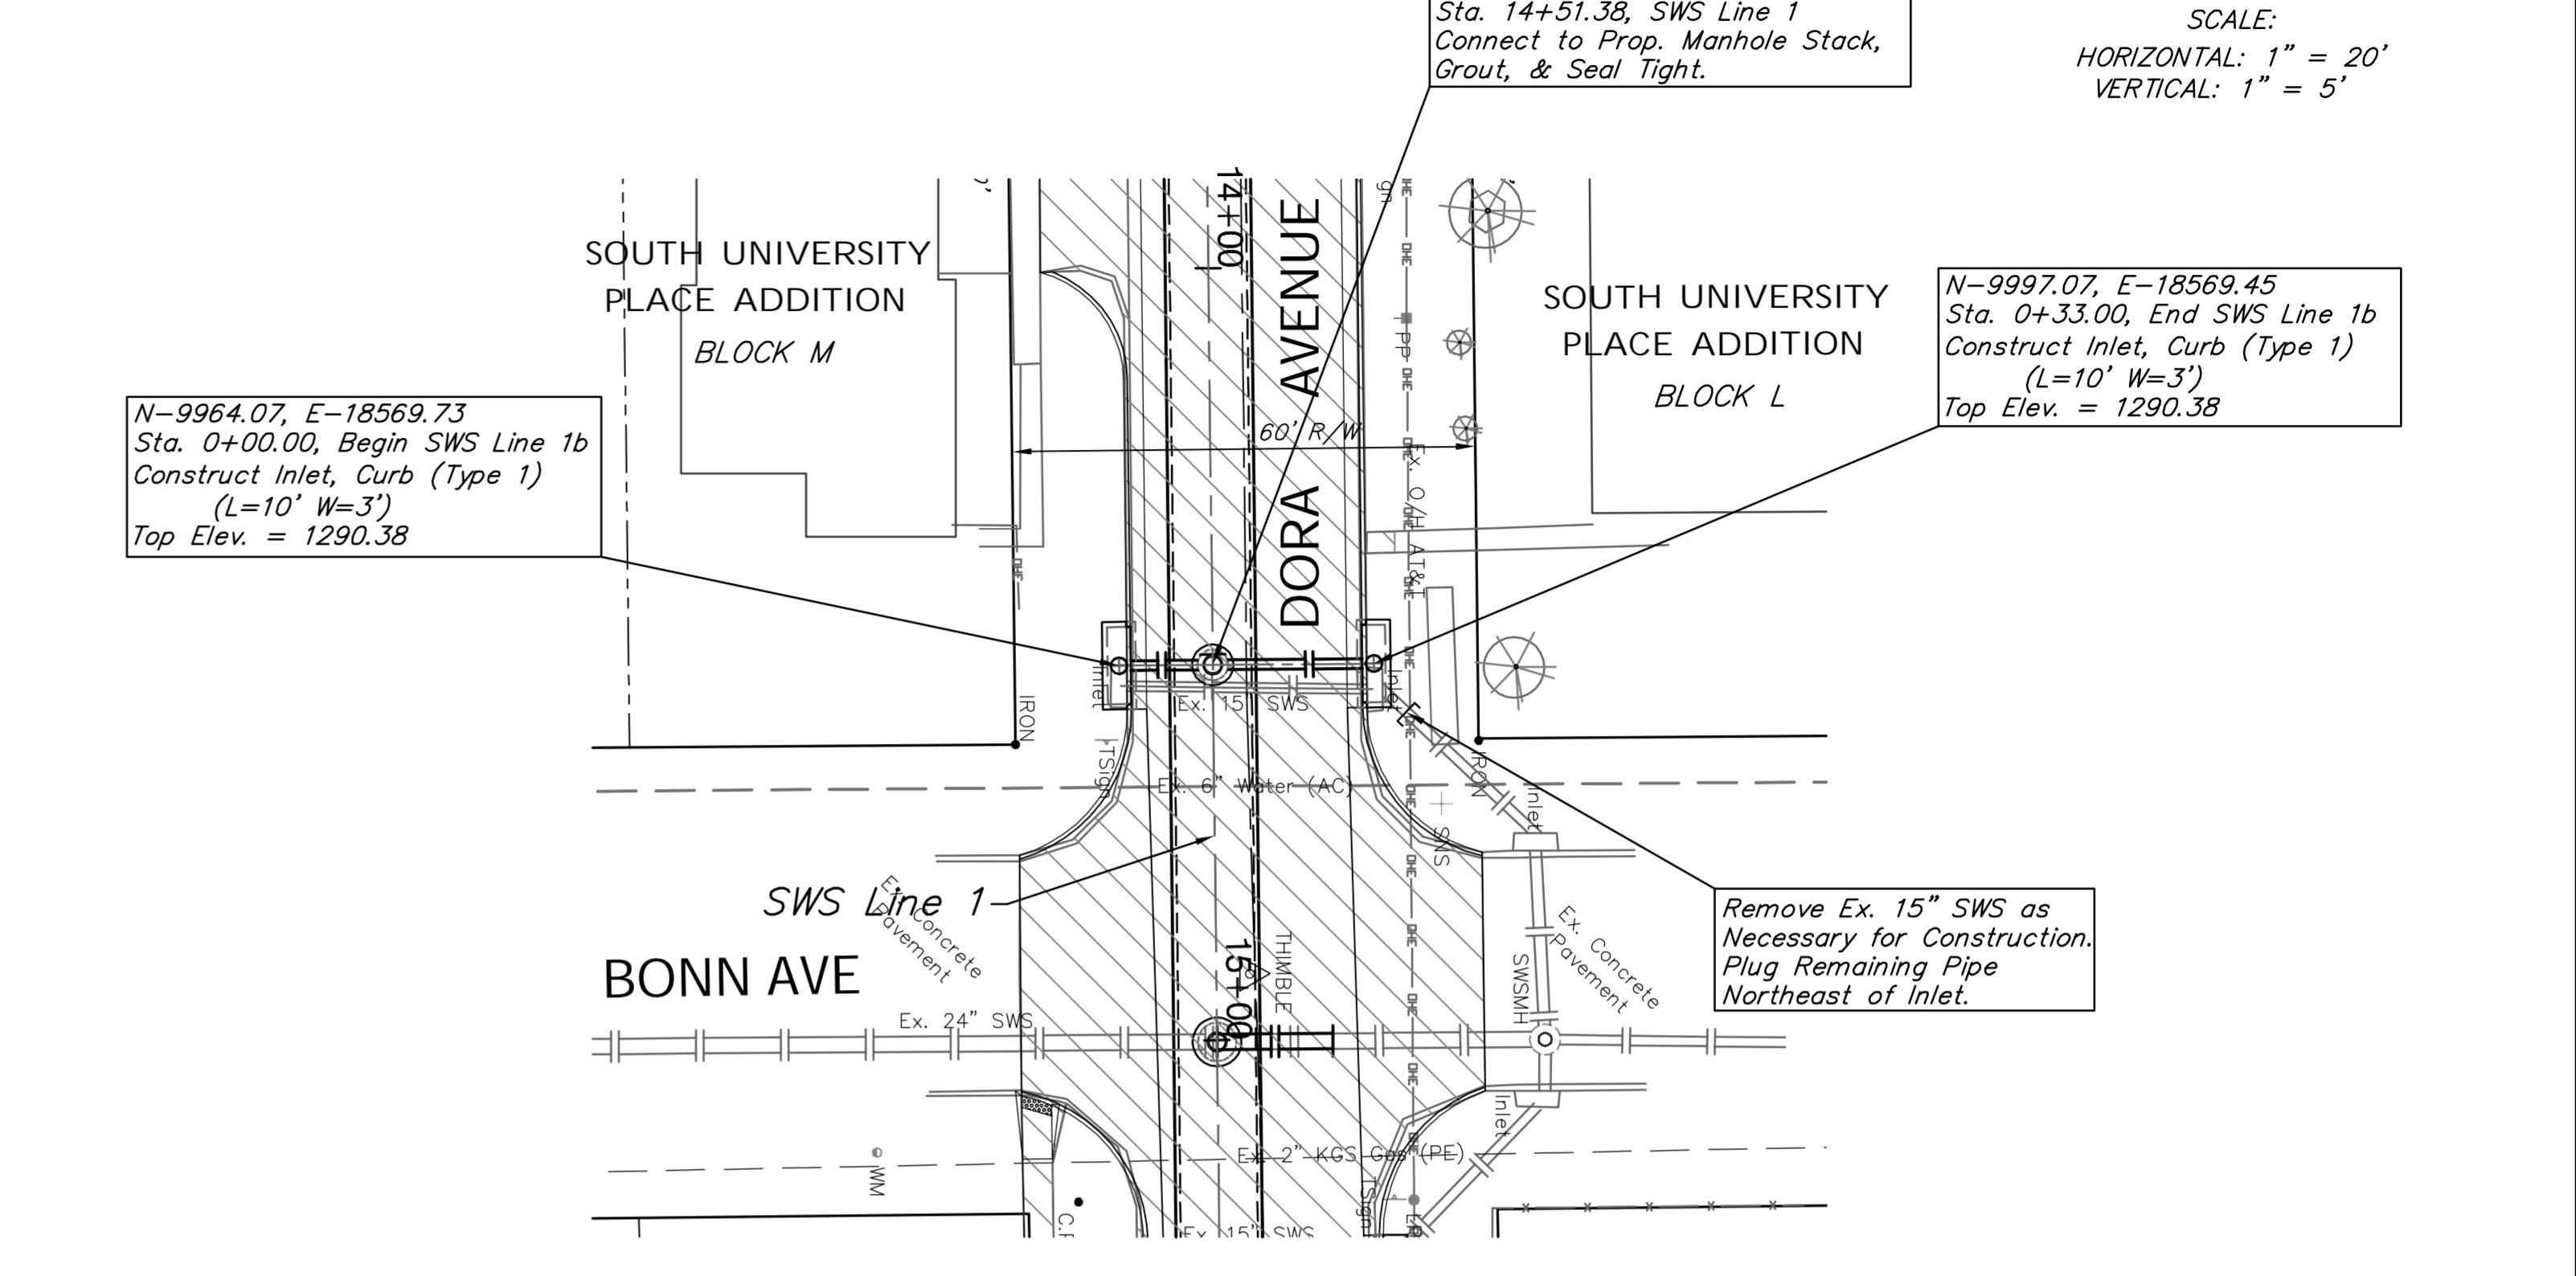 Sta. 14+51.38, SWS Line 1
Connect to Prop. Manhole Stack,
Grout, & Seal Tight.
SCALE:
HORIZONTAL: 1” = 20’
VERTICAL: 1” = 5’
14+00
SOUTH UNIVERSITY
PLACE ADDITION
BLOCK M
DORA AVENUE
SOUTH UNIVERSITY
PLACE ADDITION
BLOCK L
N-9997.07, E-18569.45
Sta. 0+33.00, End SWS Line 1b
Construct Inlet, Curb (Type 1)
(L=10’ W=3’)
Top Elev. = 1290.38
N-9964.07, E-18569.73
Sta. 0+00.00, Begin SWS Line 1b
Construct Inlet, Curb (Type 1)
(L=10’ W=3’)
Top Elev. = 1290.38
PP
60’ R/W
Ex. O/H AT&T
OHE
Inlet
Inlet
Ex. 15” SWS
IRON
IRON
TSign
Ex. 6” Water (AC)
Inlet
SMS
SWS Line 1
Ex. Concrete
Pavement
BONN AVE
THIMBLE
15+00
SWSMH
Ex. Concrete
Pavement
Remove Ex. 15” SWS as
Necessary for Construction.
Plug Remaining Pipe
Northeast of Inlet.
Ex. 24” SWS
Inlet
Ex. 2” KGS Gas (PE)
WM
TSign
Ex. 15” SWS